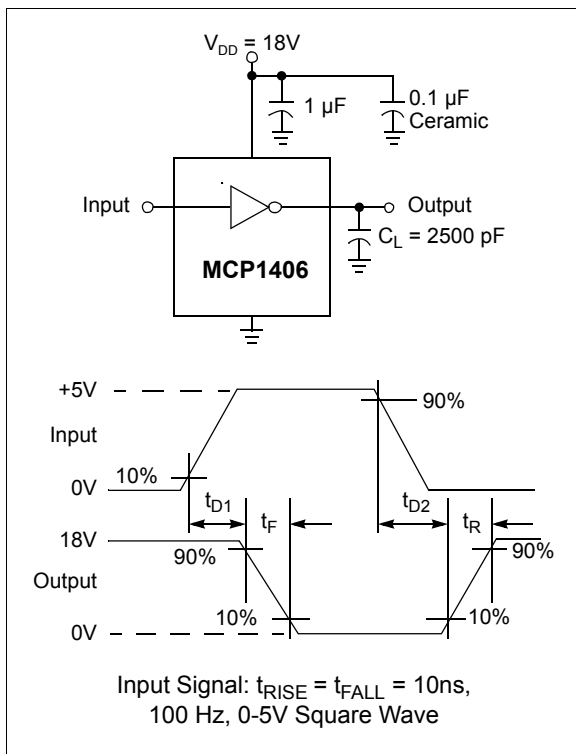 V_DD = 18V
1 µF
0.1 µF
Ceramic
Input
Output
C_L = 2500 pF
MCP1406
+5V
90%
Input
10%
0V
t_D1
t_F
t_D2
t_R
18V
90%
90%
Output
10%
10%
0V
Input Signal: t_RISE = t_FALL = 10ns,
100 Hz, 0-5V Square Wave